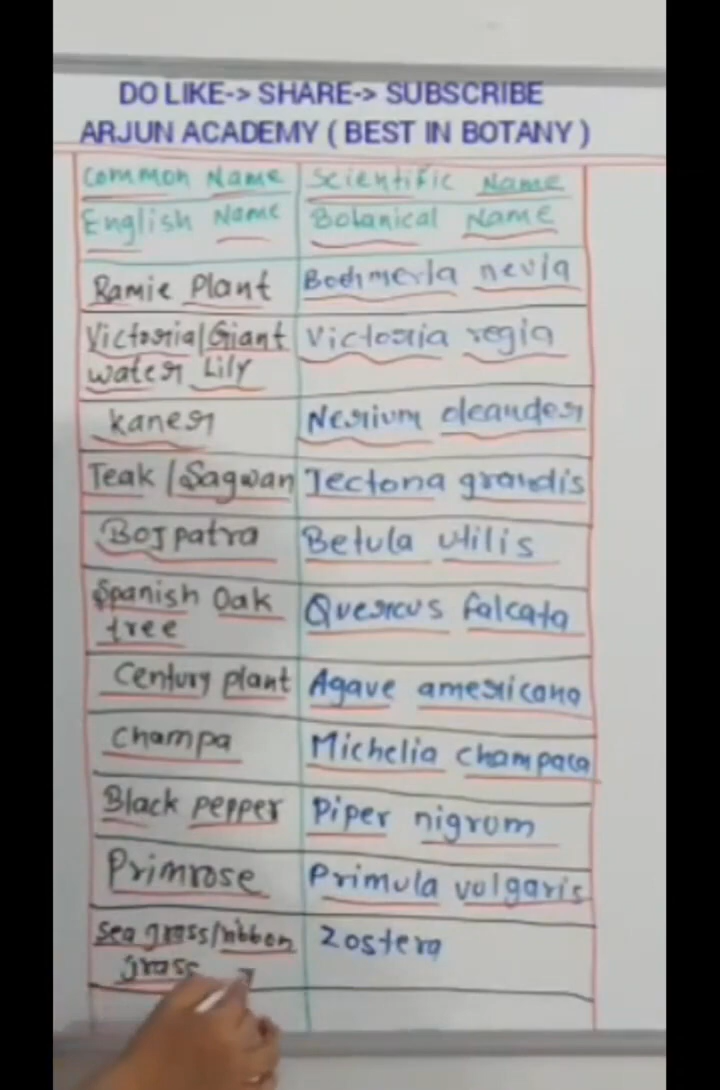 DO LIKE-> SHARE-> SUBSCRIBE
ARJUN ACADEMY ( BEST IN BOTANY )
Common Name Scientific Name
English Name Botanical Name
Ramie Plant Boehmeria nevia
Victoria/Giant Victoria regia
water Lily
kaner Nerium oleander
Teak / Sagwan Tectona grandis
Bojpatra Betula utilis
Spanish Oak Quercus falcata
tree
Century plant Agave americana
Champa Michelia champaca
Black pepper Piper nigrom
Primrose Primula volgaris
Sea grass/ribbon Zostera
grass